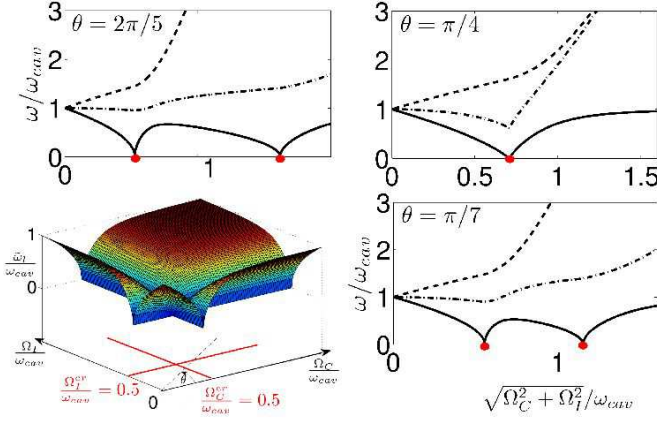 3
2
1
0
ω/ω_cav
θ = 2π/5
0
1
3
2
1
0
θ = π/4
0
0.5
1
1.5
1
0
ω̃_l/ω_cav
Ω_I/ω_cav
Ω_I^cr/ω_cav = 0.5
0
θ
Ω_C^cr/ω_cav = 0.5
Ω_C/ω_cav
3
2
1
0
ω/ω_cav
θ = π/7
0
1
√(Ω_C^2 + Ω_I^2)/ω_cav